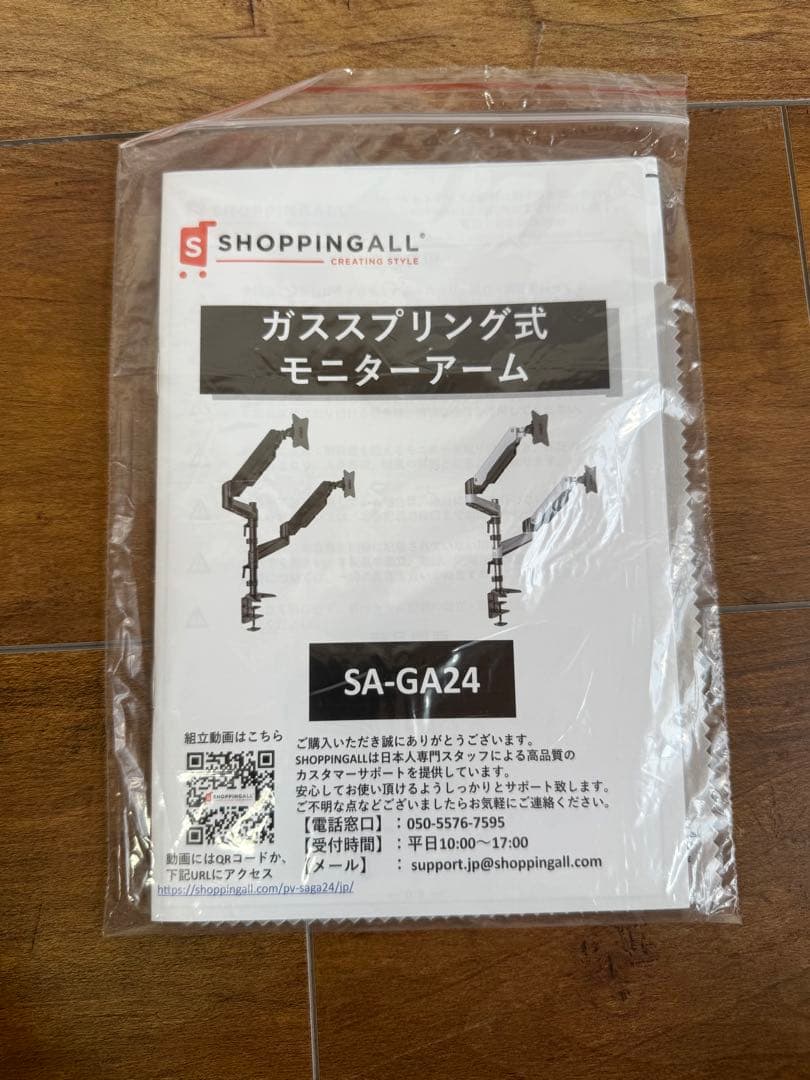 S SHOPPINGALL®
CREATING STYLE
ガススプリング式
モニターアーム
SA-GA24
組立動画はこちら
SHOPPINGALL
動画にはQRコードか、
下記URLにアクセス
https://shoppingall.com/pv-saga24/jp/
ご購入いただき誠にありがとうございます。
SHOPPINGALLは日本人専門スタッフによる高品質の
カスタマーサポートを提供しています。
安心してお使い頂けるようしっかりとサポート致します。
ご不明な点などございましたらお気軽にご連絡ください。
【電話窓口】：050-5576-7595
【受付時間】：平日10:00～17:00
【メール】 ：support.jp@shoppingall.com